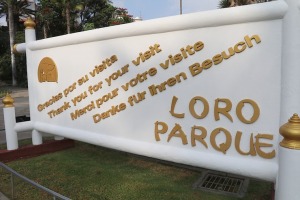 Gracias por su visita
Thank you for your visit
Merci pour votre visite
Danke für Ihren Besuch
LORO
PARQUE